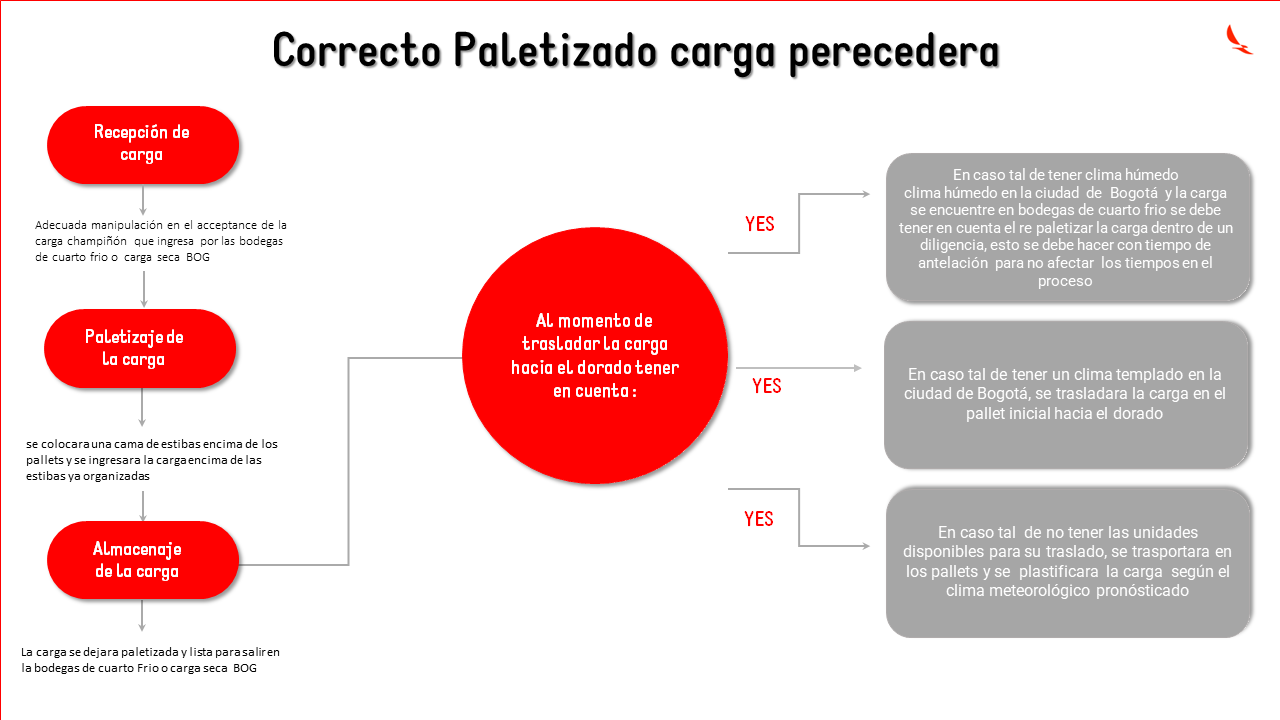 Correcto Paletizado carga perecedera
Recepción de
carga
Adecuada manipulación en el acceptance de la
carga champiñón que ingresa por las bodegas
de cuarto frio o carga seca BOG
Paletizaje de
la carga
se colocara una cama de estibas encima de los
pallets y se ingresara la carga encima de las
estibas ya organizadas
Almacenaje
de la carga
La carga se dejara paletizada y lista para salir en
la bodegas de cuarto Frio o carga seca BOG
Al momento de
trasladar la carga
hacia el dorado tener
en cuenta :
YES
En caso tal de tener clima húmedo
clima húmedo en la ciudad de Bogotá y la carga
se encuentre en bodegas de cuarto frio se debe
tener en cuenta el re paletizar la carga dentro de un
diligencia, esto se debe hacer con tiempo de
antelación para no afectar los tiempos en el
proceso
YES
En caso tal de tener un clima templado en la
ciudad de Bogotá, se trasladara la carga en el
pallet inicial hacia el dorado
YES
En caso tal de no tener las unidades
disponibles para su traslado, se trasportara en
los pallets y se plastificara la carga según el
clima meteorológico pronósticado